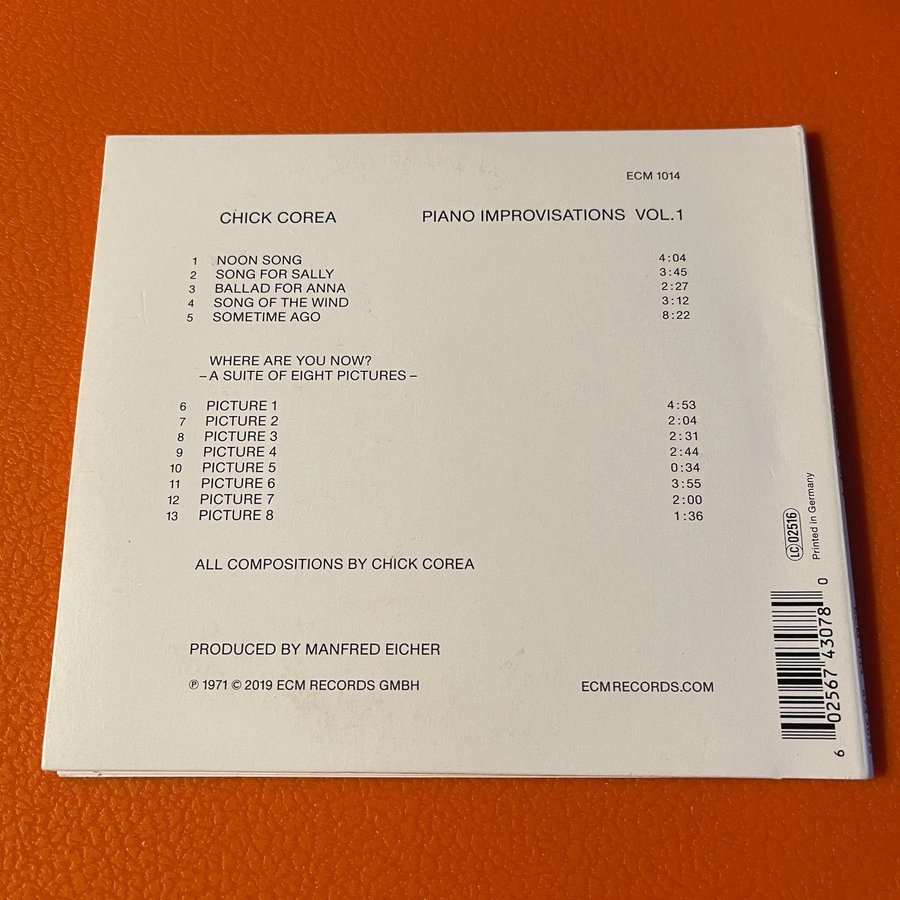 ECM 1014
CHICK COREA PIANO IMPROVISATIONS VOL.1
1 NOON SONG 4:04
2 SONG FOR SALLY 3:45
3 BALLAD FOR ANNA 2:27
4 SONG OF THE WIND 3:12
5 SOMETIME AGO 8:22
WHERE ARE YOU NOW?
– A SUITE OF EIGHT PICTURES –
6 PICTURE 1 4:53
7 PICTURE 2 2:04
8 PICTURE 3 2:31
9 PICTURE 4 2:44
10 PICTURE 5 0:34
11 PICTURE 6 3:55
12 PICTURE 7 2:00
13 PICTURE 8 1:36
ALL COMPOSITIONS BY CHICK COREA
PRODUCED BY MANFRED EICHER
℗ 1971 © 2019 ECM RECORDS GMBH ECMRECORDS.COM
LC 02516
Printed in Germany
6 02567 43078 0